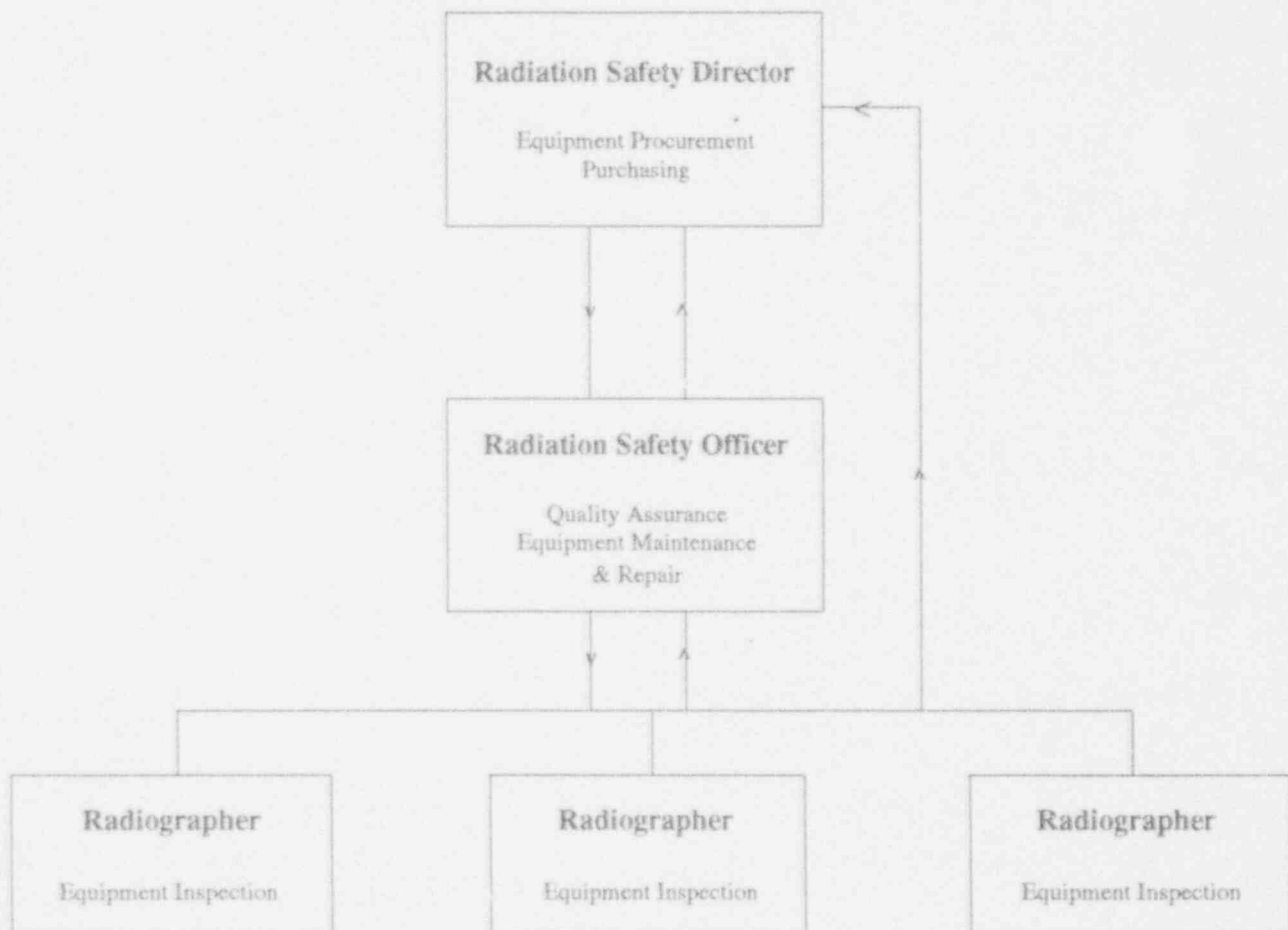 Radiation Safety Director
Equipment Procurement
Purchasing
Radiation Safety Officer
Quality Assurance
Equipment Maintenance
& Repair
Radiographer
Equipment Inspection
Radiographer
Equipment Inspection
Radiographer
Equipment Inspection